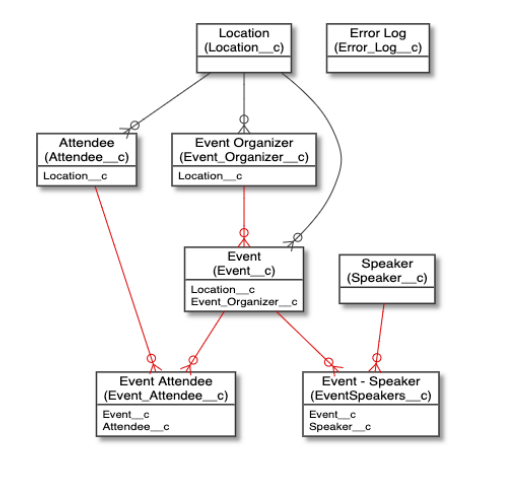 Location
(Location__c)
Error Log
(Error_Log__c)
Attendee
(Attendee__c)
Location__c
Event Organizer
(Event_Organizer__c)
Location__c
Event
(Event__c)
Location__c
Event_Organizer__c
Speaker
(Speaker__c)
Event Attendee
(Event_Attendee__c)
Event__c
Attendee__c
Event - Speaker
(EventSpeakers__c)
Event__c
Speaker__c